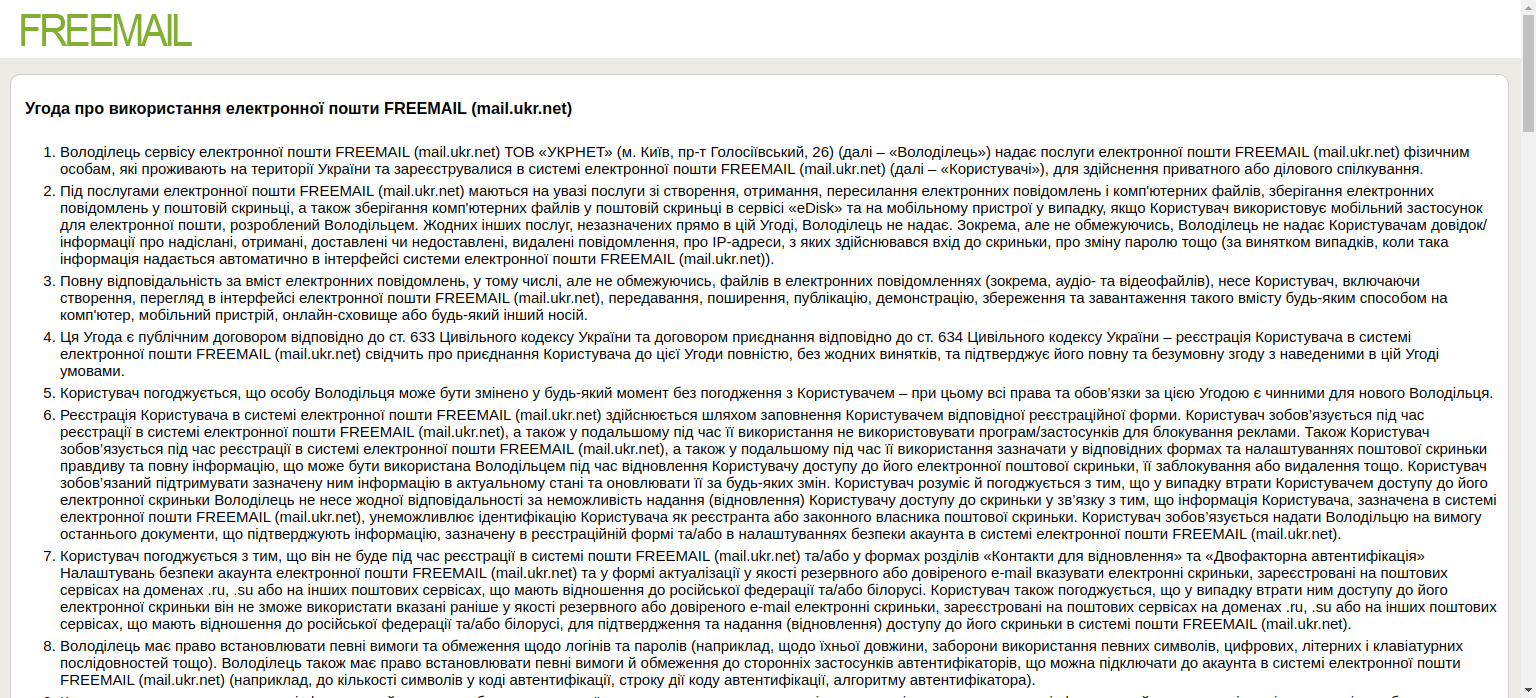 FREEMAIL
Угода про використання електронної пошти FREEMAIL (mail.ukr.net)
1. Володілець сервісу електронної пошти FREEMAIL (mail.ukr.net) ТОВ «УКРНЕТ» (м. Київ, пр-т Голосіївський, 26) (далі – «Володілець») надає послуги електронної пошти FREEMAIL (mail.ukr.net) фізичним
особам, які проживають на території України та зареєструвалися в системі електронної пошти FREEMAIL (mail.ukr.net) (далі – «Користувачі»), для здійснення приватного або ділового спілкування.
2. Під послугами електронної пошти FREEMAIL (mail.ukr.net) маються на увазі послуги зі створення, отримання, пересилання електронних повідомлень і комп'ютерних файлів, зберігання електронних
повідомлень у поштовій скриньці, а також зберігання комп'ютерних файлів у поштовій скриньці в сервісі «eDisk» та на мобільному пристрої у випадку, якщо Користувач використовує мобільний застосунок
для електронної пошти, розроблений Володільцем. Жодних інших послуг, незазначених прямо в цій Угоді, Володілець не надає. Зокрема, але не обмежуючись, Володілець не надає Користувачам довідок/
інформації про надіслані, отримані, доставлені чи недоставлені, видалені повідомлення, про IP-адреси, з яких здійснювався вхід до скриньки, про зміну паролю тощо (за винятком випадків, коли така
інформація надається автоматично в інтерфейсі системи електронної пошти FREEMAIL (mail.ukr.net)).
3. Повну відповідальність за вміст електронних повідомлень, у тому числі, але не обмежуючись, файлів в електронних повідомленнях (зокрема, аудіо- та відеофайлів), несе Користувач, включаючи
створення, перегляд в інтерфейсі електронної пошти FREEMAIL (mail.ukr.net), передавання, поширення, публікацію, демонстрацію, збереження та завантаження такого вмісту будь-яким способом на
комп'ютер, мобільний пристрій, онлайн-сховище або будь-який інший носій.
4. Ця Угода є публічним договором відповідно до ст. 633 Цивільного кодексу України та договором приєднання відповідно до ст. 634 Цивільного кодексу України – реєстрація Користувача в системі
електронної пошти FREEMAIL (mail.ukr.net) свідчить про приєднання Користувача до цієї Угоди повністю, без жодних винятків, та підтверджує його повну та безумовну згоду з наведеними в цій Угоді
умовами.
5. Користувач погоджується, що особу Володільця може бути змінено у будь-який момент без погодження з Користувачем – при цьому всі права та обов’язки за цією Угодою є чинними для нового Володільця.
6. Реєстрація Користувача в системі електронної пошти FREEMAIL (mail.ukr.net) здійснюється шляхом заповнення Користувачем відповідної реєстраційної форми. Користувач зобов’язується під час
реєстрації в системі електронної пошти FREEMAIL (mail.ukr.net), а також у подальшому під час її використання не використовувати програм/застосунків для блокування реклами. Також Користувач
зобов’язується під час реєстрації в системі електронної пошти FREEMAIL (mail.ukr.net), а також у подальшому під час її використання зазначати у відповідних формах та налаштуваннях поштової скриньки
правдиву та повну інформацію, що може бути використана Володільцем під час відновлення Користувачу доступу до його електронної поштової скриньки, її заблокування або видалення тощо. Користувач
зобов’язаний підтримувати зазначену ним інформацію в актуальному стані та оновлювати її за будь-яких змін. Користувач розуміє й погоджується з тим, що у випадку втрати Користувачем доступу до його
електронної скриньки Володілець не несе жодної відповідальності за неможливість надання (відновлення) Користувачу доступу до скриньки у зв’язку з тим, що інформація Користувача, зазначена в системі
електронної пошти FREEMAIL (mail.ukr.net), унеможливлює ідентифікацію Користувача як реєстранта або законного власника поштової скриньки. Користувач зобов’язується надати Володільцю на вимогу
останнього документи, що підтверджують інформацію, зазначену в реєстраційній формі та/або в налаштуваннях безпеки акаунта в системі електронної пошти FREEMAIL (mail.ukr.net).
7. Користувач погоджується з тим, що він не буде під час реєстрації в системі пошти FREEMAIL (mail.ukr.net) та/або у формах розділів «Контакти для відновлення» та «Двофакторна автентифікація»
Налаштувань безпеки акаунта електронної пошти FREEMAIL (mail.ukr.net) та у формі актуалізації у якості резервного або довіреного e-mail вказувати електронні скриньки, зареєстровані на поштових
сервісах на доменах .ru, .su або на інших поштових сервісах, що мають відношення до російської федерації та/або білорусі. Користувач також погоджується, що у випадку втрати ним доступу до його
електронної скриньки він не зможе використати вказані раніше у якості резервного або довіреного e-mail електронні скриньки, зареєстровані на поштових сервісах на доменах .ru, .su або на інших поштових
сервісах, що мають відношення до російської федерації та/або білорусі, для підтвердження та надання (відновлення) доступу до його скриньки в системі пошти FREEMAIL (mail.ukr.net).
8. Володілець має право встановлювати певні вимоги та обмеження щодо логінів та паролів (наприклад, щодо їхньої довжини, заборони використання певних символів, цифрових, літерних і клавіатурних
послідовностей тощо). Володілець також має право встановлювати певні вимоги й обмеження до сторонніх застосунків автентифікаторів, що можна підключати до акаунта в системі електронної пошти
FREEMAIL (mail.ukr.net) (наприклад, до кількості символів у коді автентифікації, строку дії коду автентифікації, алгоритму автентифікатора).